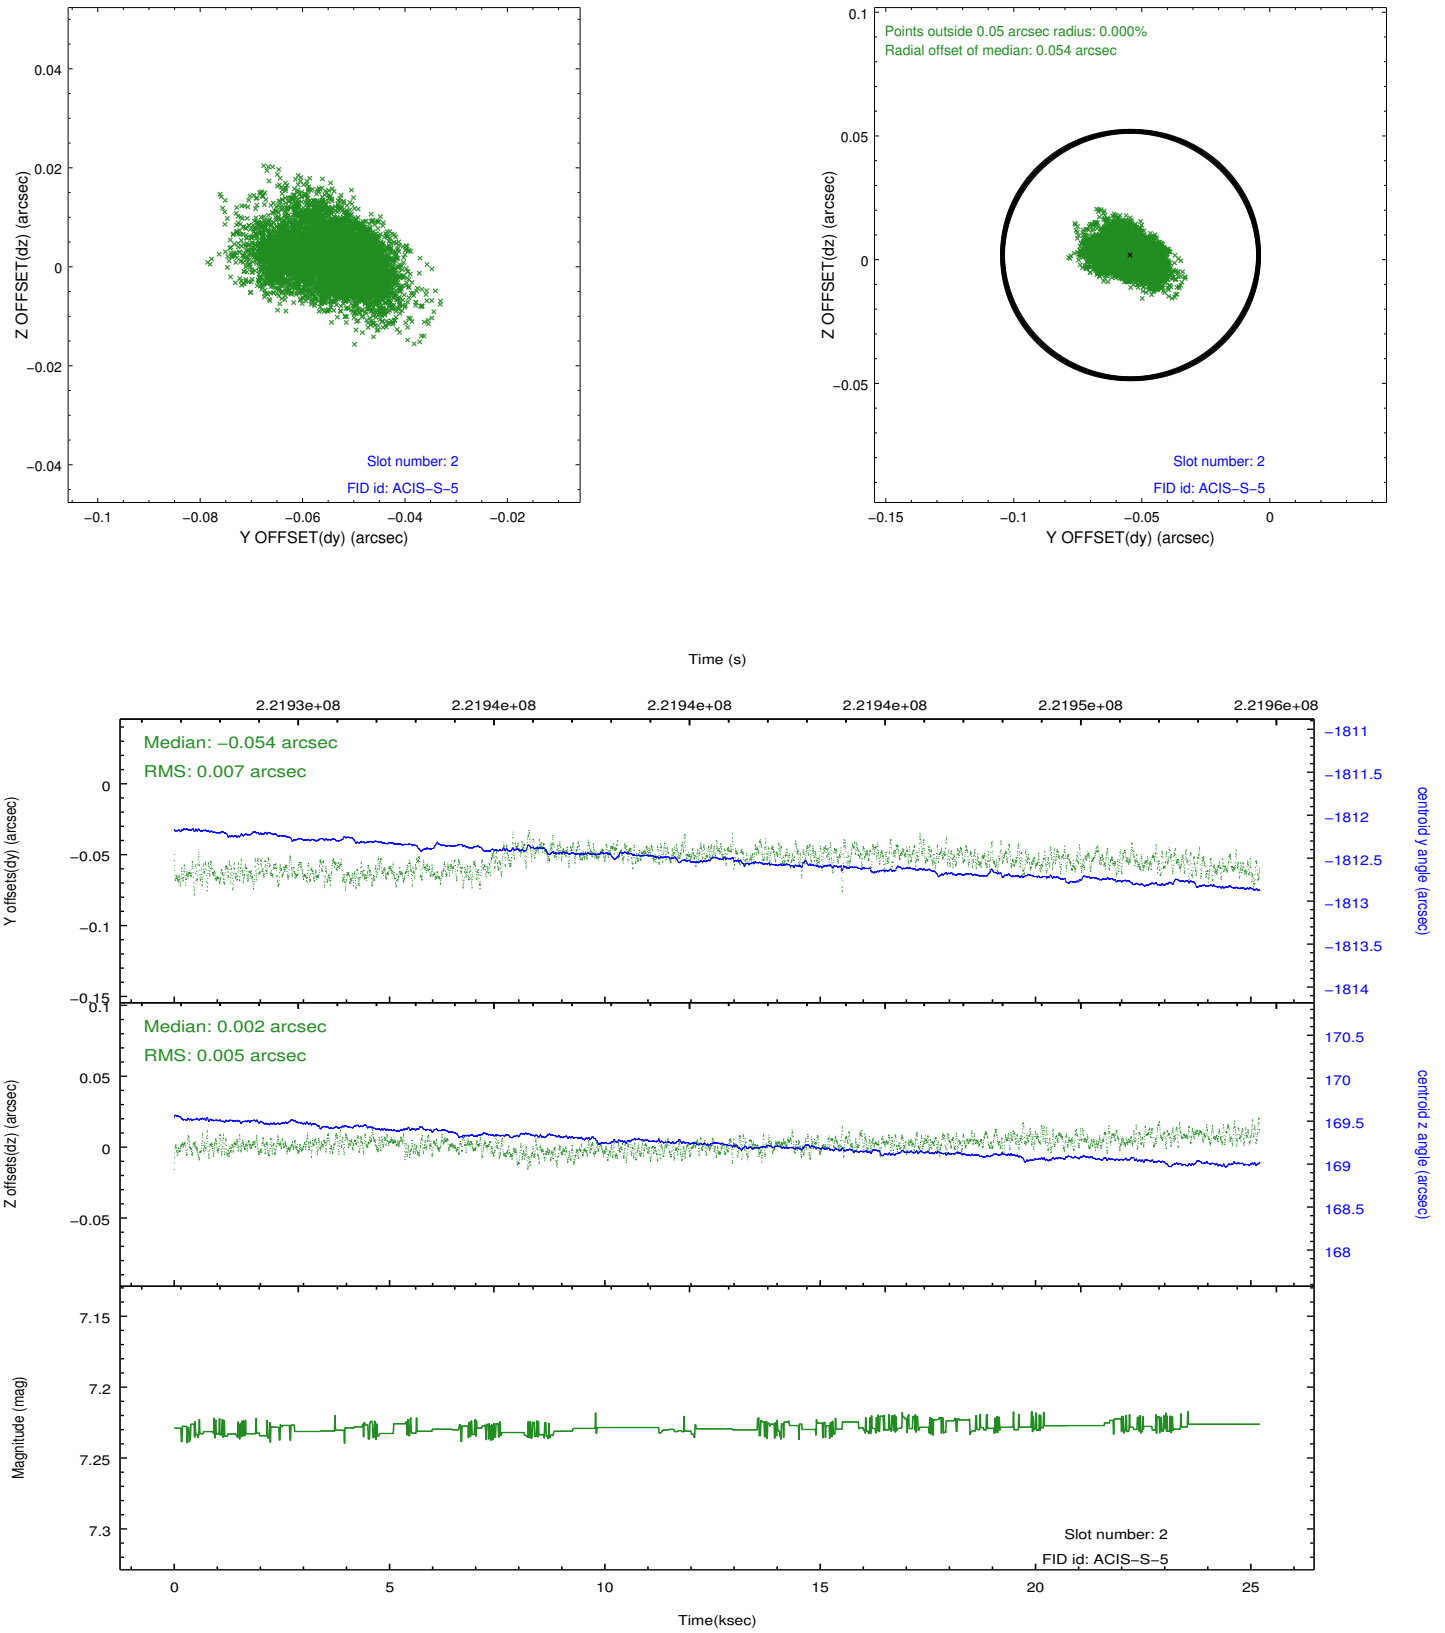 0.04
0.02
0
−0.02
−0.04
Z OFFSET(dz) (arcsec)
Slot number: 2
FID id: ACIS−S−5
−0.1
−0.08
−0.06
−0.04
−0.02
Y OFFSET(dy) (arcsec)
Points outside 0.05 arcsec radius: 0.000%
Radial offset of median: 0.054 arcsec
0.1
0.05
0
−0.05
Z OFFSET(dz) (arcsec)
Slot number: 2
FID id: ACIS−S−5
−0.15
−0.1
−0.05
0
Y OFFSET(dy) (arcsec)
Time (s)
2.2193e+08
2.2194e+08
2.2194e+08
2.2194e+08
2.2195e+08
2.2196e+08
Median: −0.054 arcsec
RMS: 0.007 arcsec
0
−0.05
−0.1
−0.15
Y offsets(dy) (arcsec)
−1811
−1811.5
−1812
−1812.5
−1813
−1813.5
−1814
centroid y angle (arcsec)
Median: 0.002 arcsec
RMS: 0.005 arcsec
0.1
0.05
0
−0.05
Z offsets(dz) (arcsec)
170.5
170
169.5
169
168.5
168
centroid z angle (arcsec)
7.15
7.2
7.25
7.3
Magnitude (mag)
Slot number: 2
FID id: ACIS−S−5
0
5
10
15
20
25
Time(ksec)